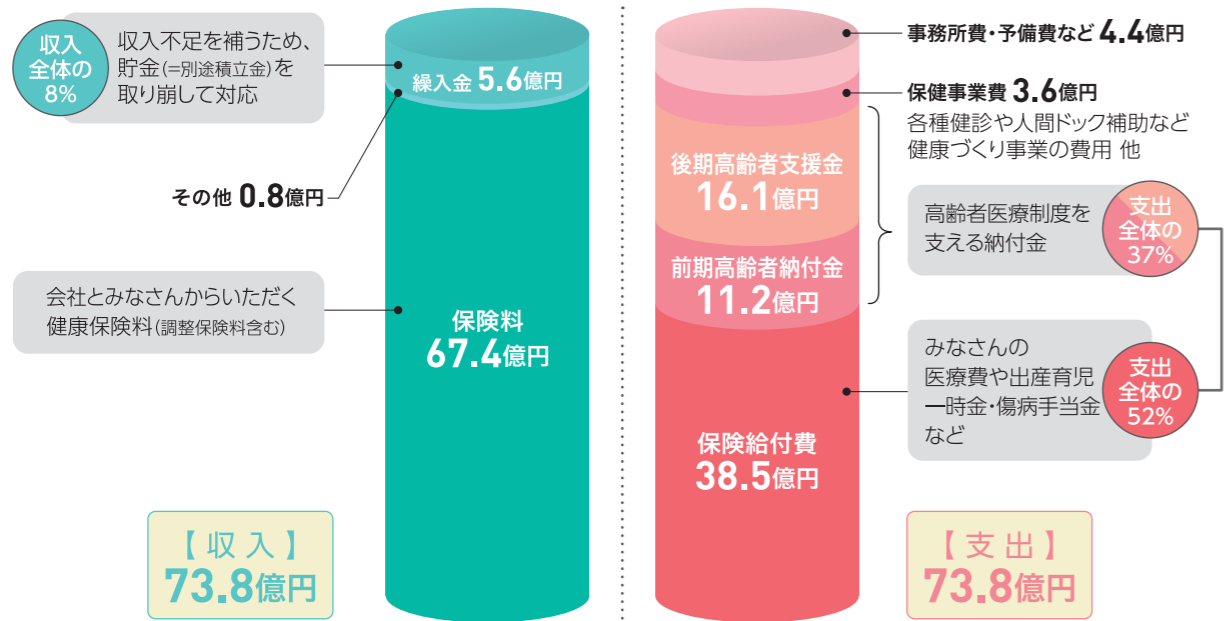 収入
全体の
8%
収入不足を補うため、
貯金(=別途積立金)を
取り崩して対応
繰入金 5.6億円
その他 0.8億円
会社とみなさんからいただく
健康保険料(調整保険料含む)
保険料
67.4億円
【収入】
73.8億円
事務所費・予備費など 4.4億円
保健事業費 3.6億円
各種健診や人間ドック補助など
健康づくり事業の費用 他
後期高齢者支援金
16.1億円
前期高齢者納付金
11.2億円
高齢者医療制度を
支える納付金
支出
全体の
37%
みなさんの
医療費や出産育児
一時金・傷病手当金
など
支出
全体の
52%
保険給付費
38.5億円
【支出】
73.8億円